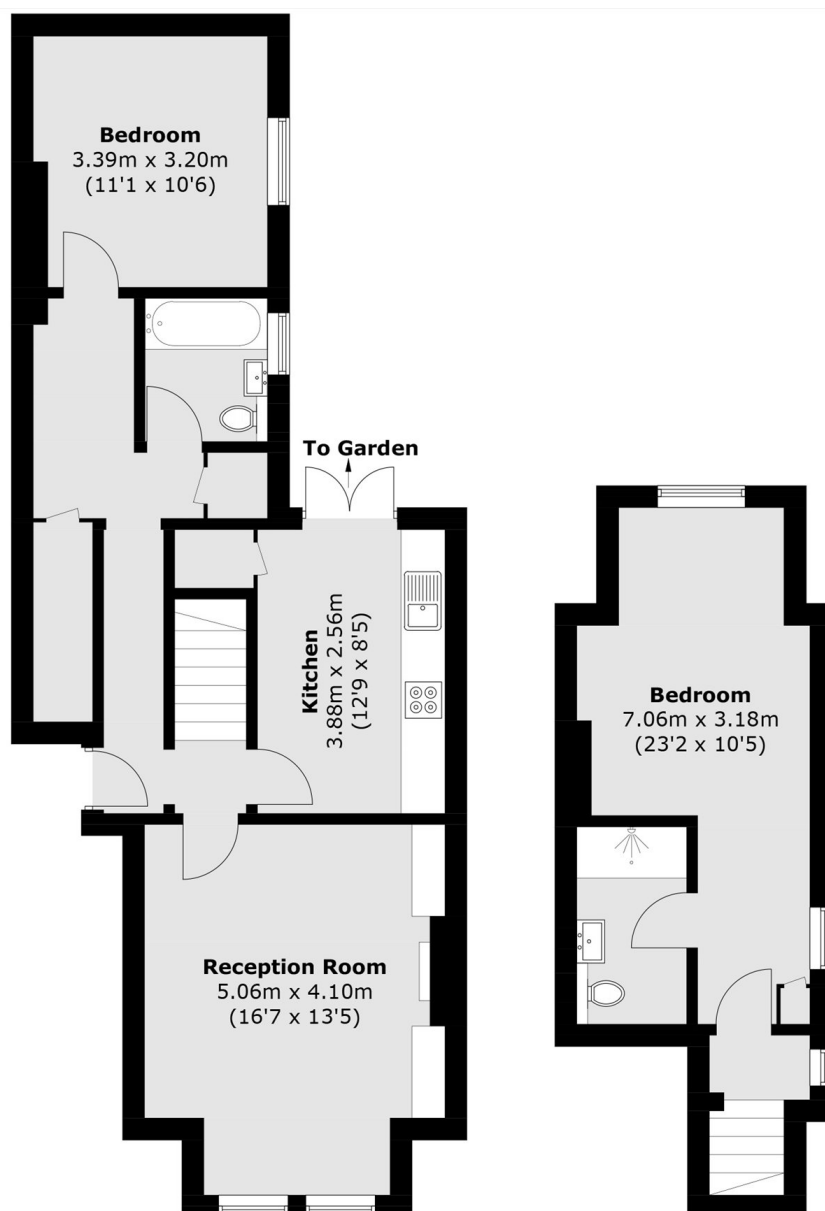 Bedroom
3.39m x 3.20m
(11'1 x 10'6)
To Garden
Kitchen
3.88m x 2.56m
(12'9 x 8'5)
Reception Room
5.06m x 4.10m
(16'7 x 13'5)
Bedroom
7.06m x 3.18m
(23'2 x 10'5)